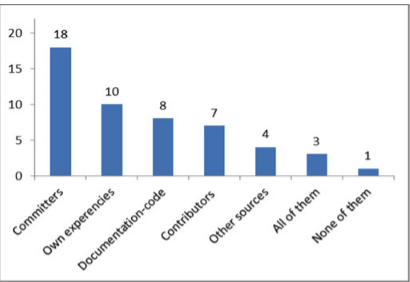 20
15
10
5
0
18
10
8
7
4
3
1
Committers
Own experencies
Documentation-code
Contributors
Other sources
All of them
None of them